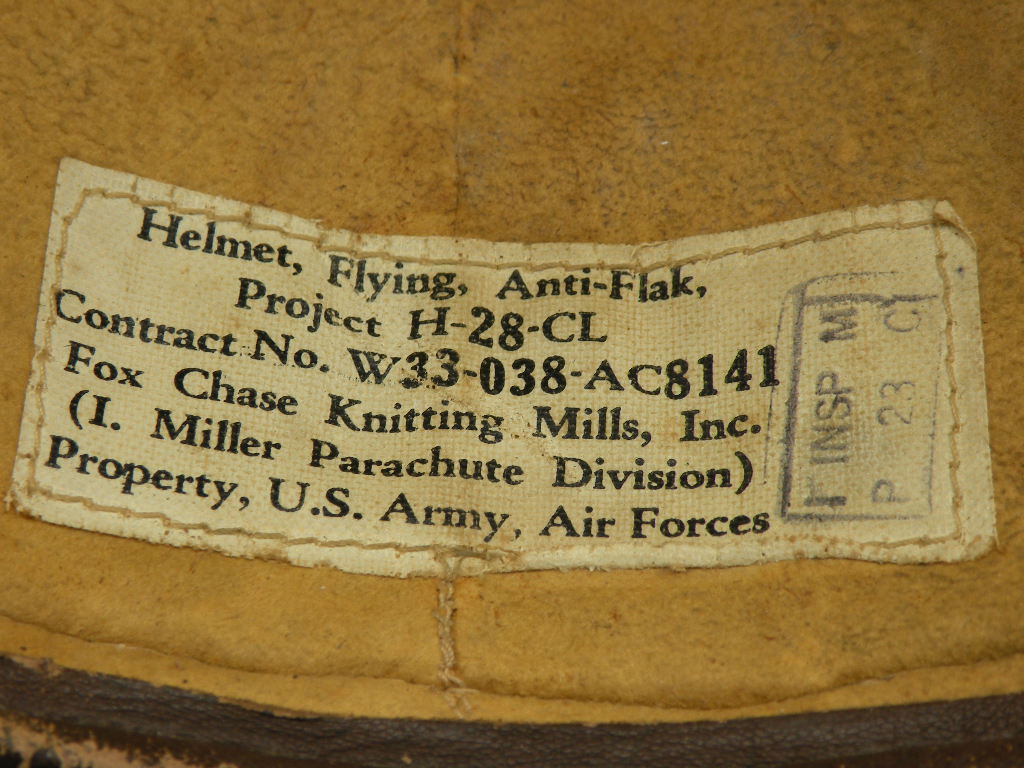 Helmet, Flying, Anti-Flak,
Project H-28-CL
Contract No. W33-038-AC8141
Fox Chase Knitting Mills, Inc.
(I. Miller Parachute Division)
Property, U.S. Army, Air Forces
INSP M
P 23